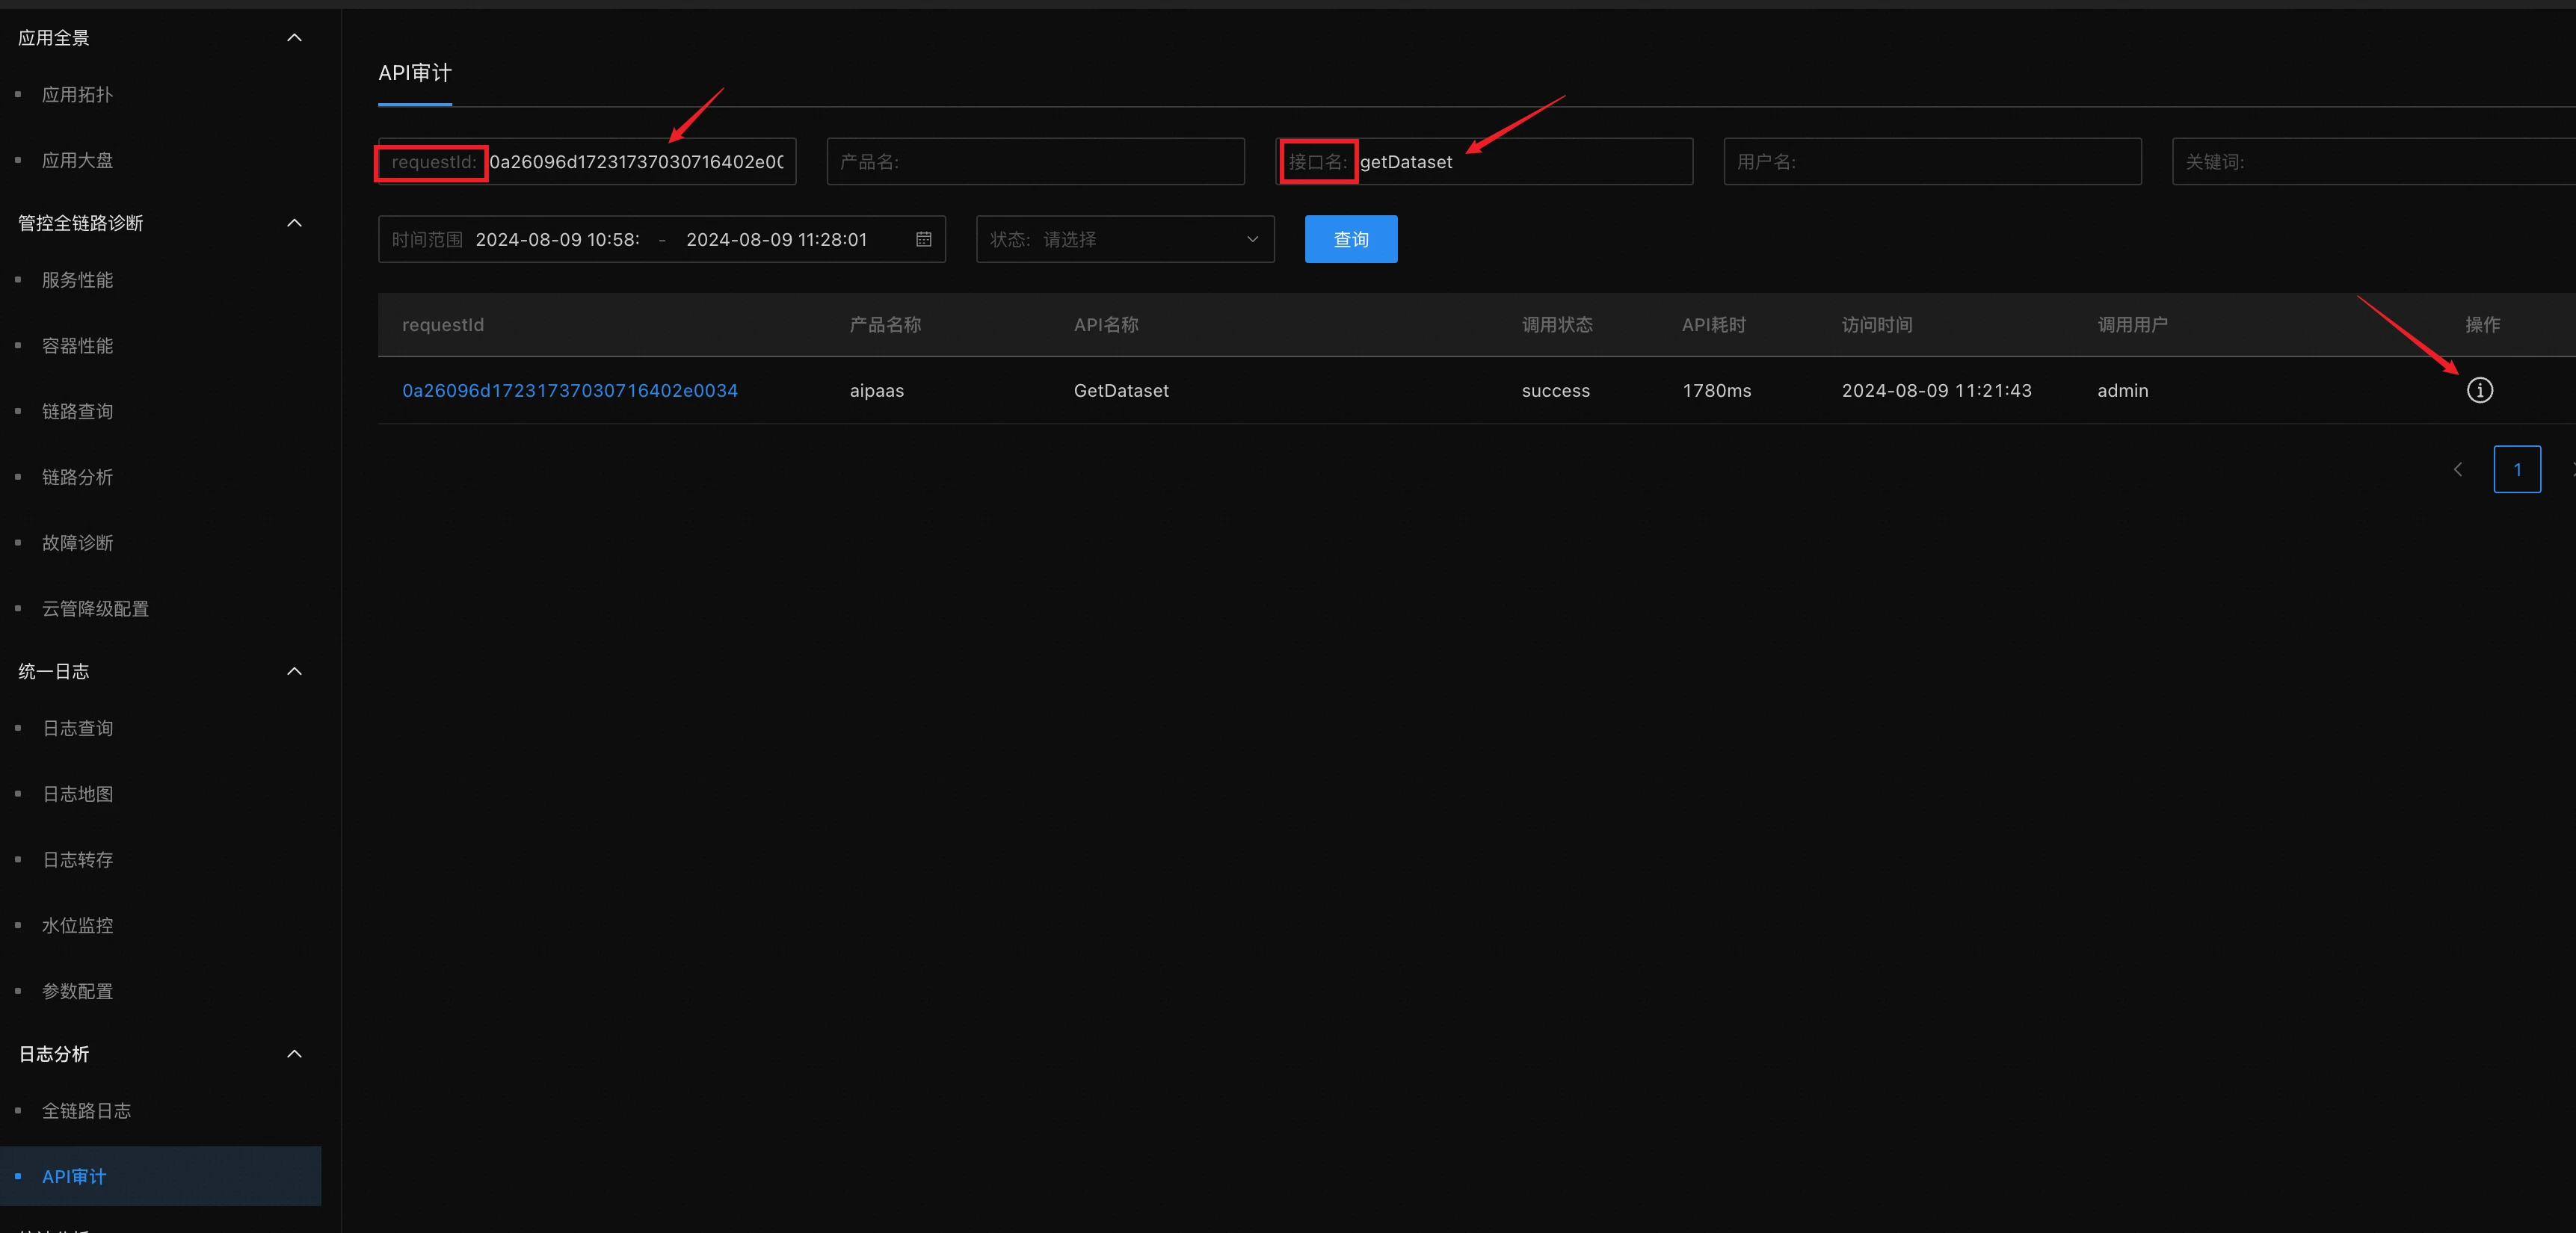 应用全景
应用拓扑
应用大盘
管控全链路诊断
服务性能
容器性能
链路查询
链路分析
故障诊断
云管降级配置
统一日志
日志查询
日志地图
日志转存
水位监控
参数配置
日志分析
全链路日志
API审计
API审计
requestId: 0a26096d17231737030716402e00 产品名: 接口名: getDataset 用户名: 关键词:
时间范围 2024-08-09 10:58: - 2024-08-09 11:28:01 状态: 请选择 查询
requestId 产品名称 API名称 调用状态 API耗时 访问时间 调用用户 操作
0a26096d17231737030716402e0034 aipaas GetDataset success 1780ms 2024-08-09 11:21:43 admin
1